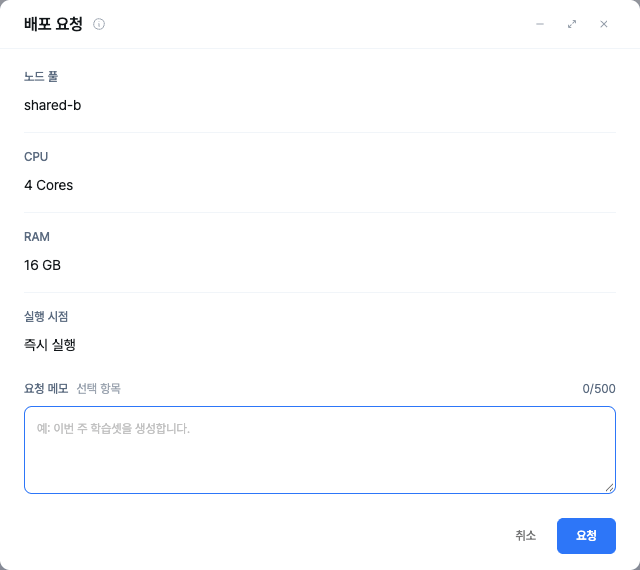 배포 요청
노드 풀
shared-b
CPU
4 Cores
RAM
16 GB
실행 시점
즉시 실행
요청 메모 선택 항목 0/500
예: 이번 주 학습셋을 생성합니다.
취소 요청